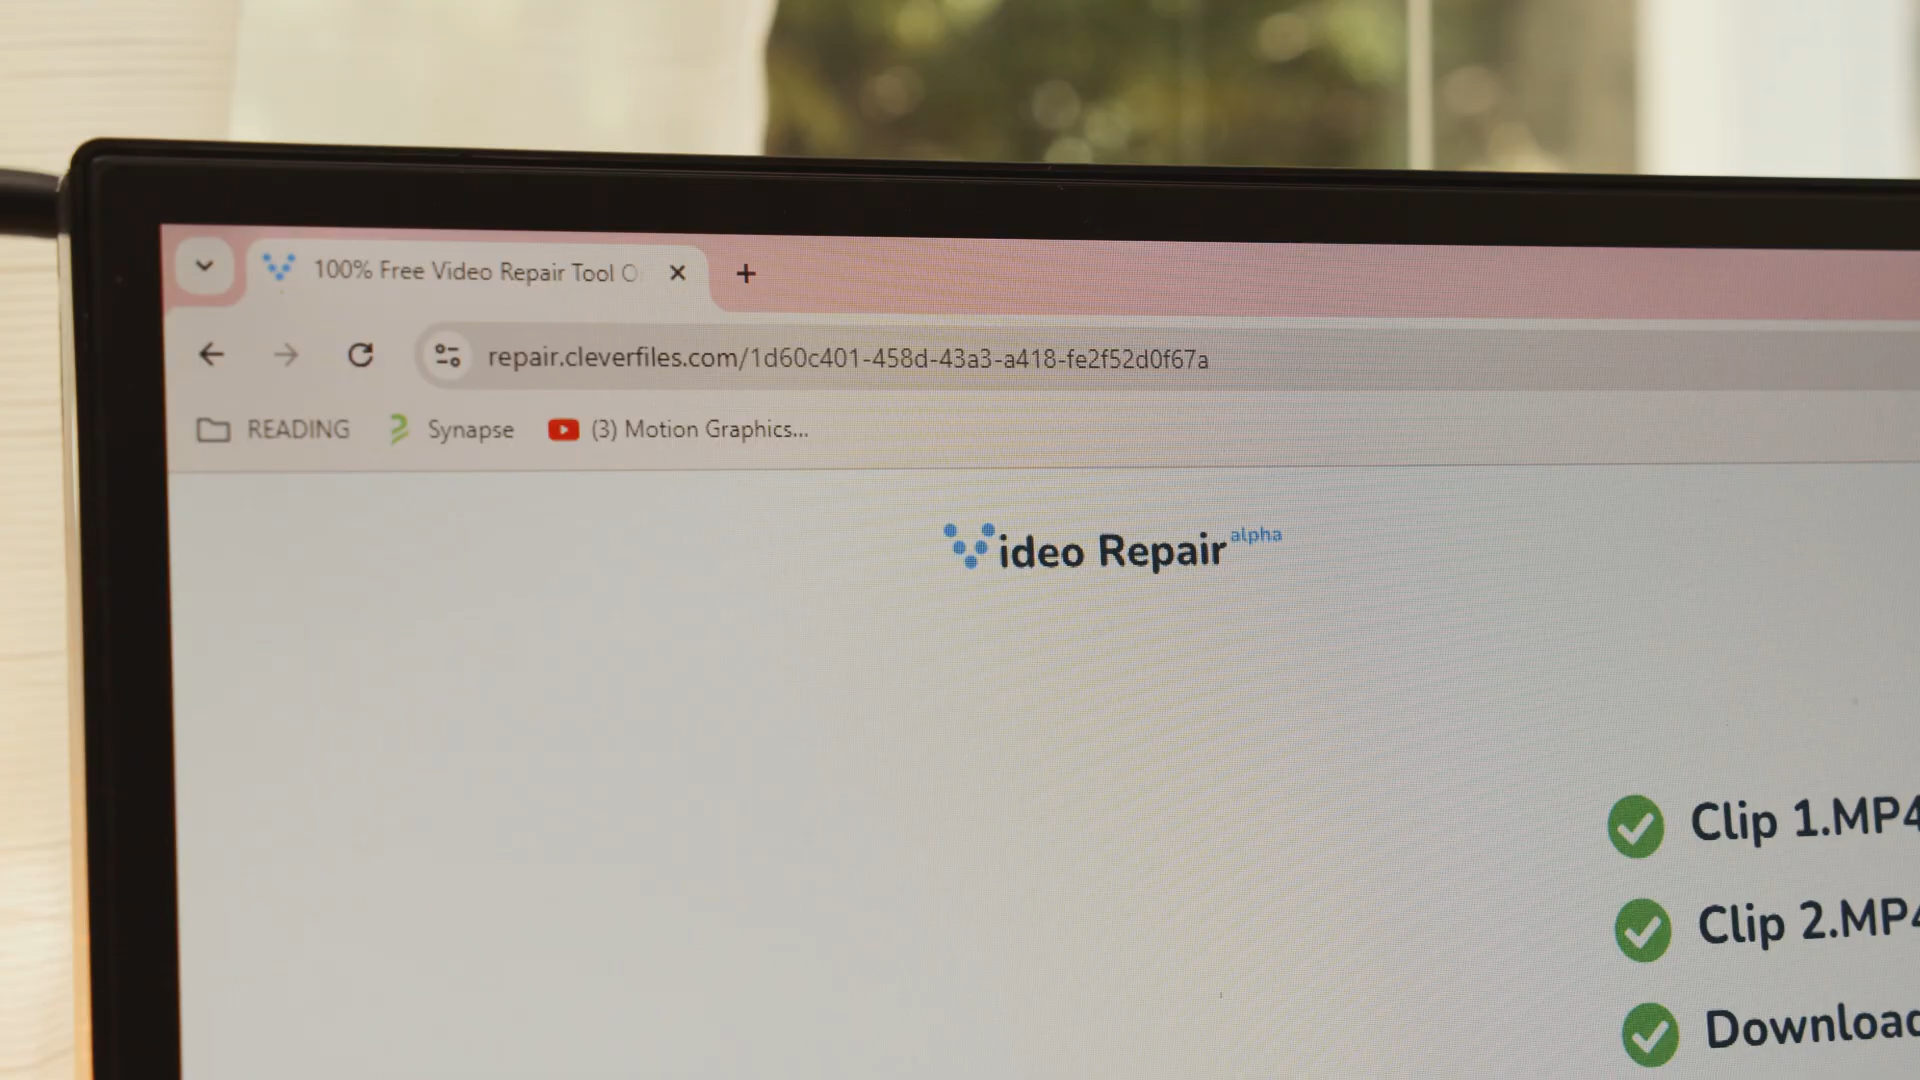 100% Free Video Repair Tool O
repair.cleverfiles.com/1d60c401-458d-43a3-a418-fe2f52d0f67a
READING Synapse (3) Motion Graphics...
Video Repair alpha
Clip 1.MP4
Clip 2.MP4
Download